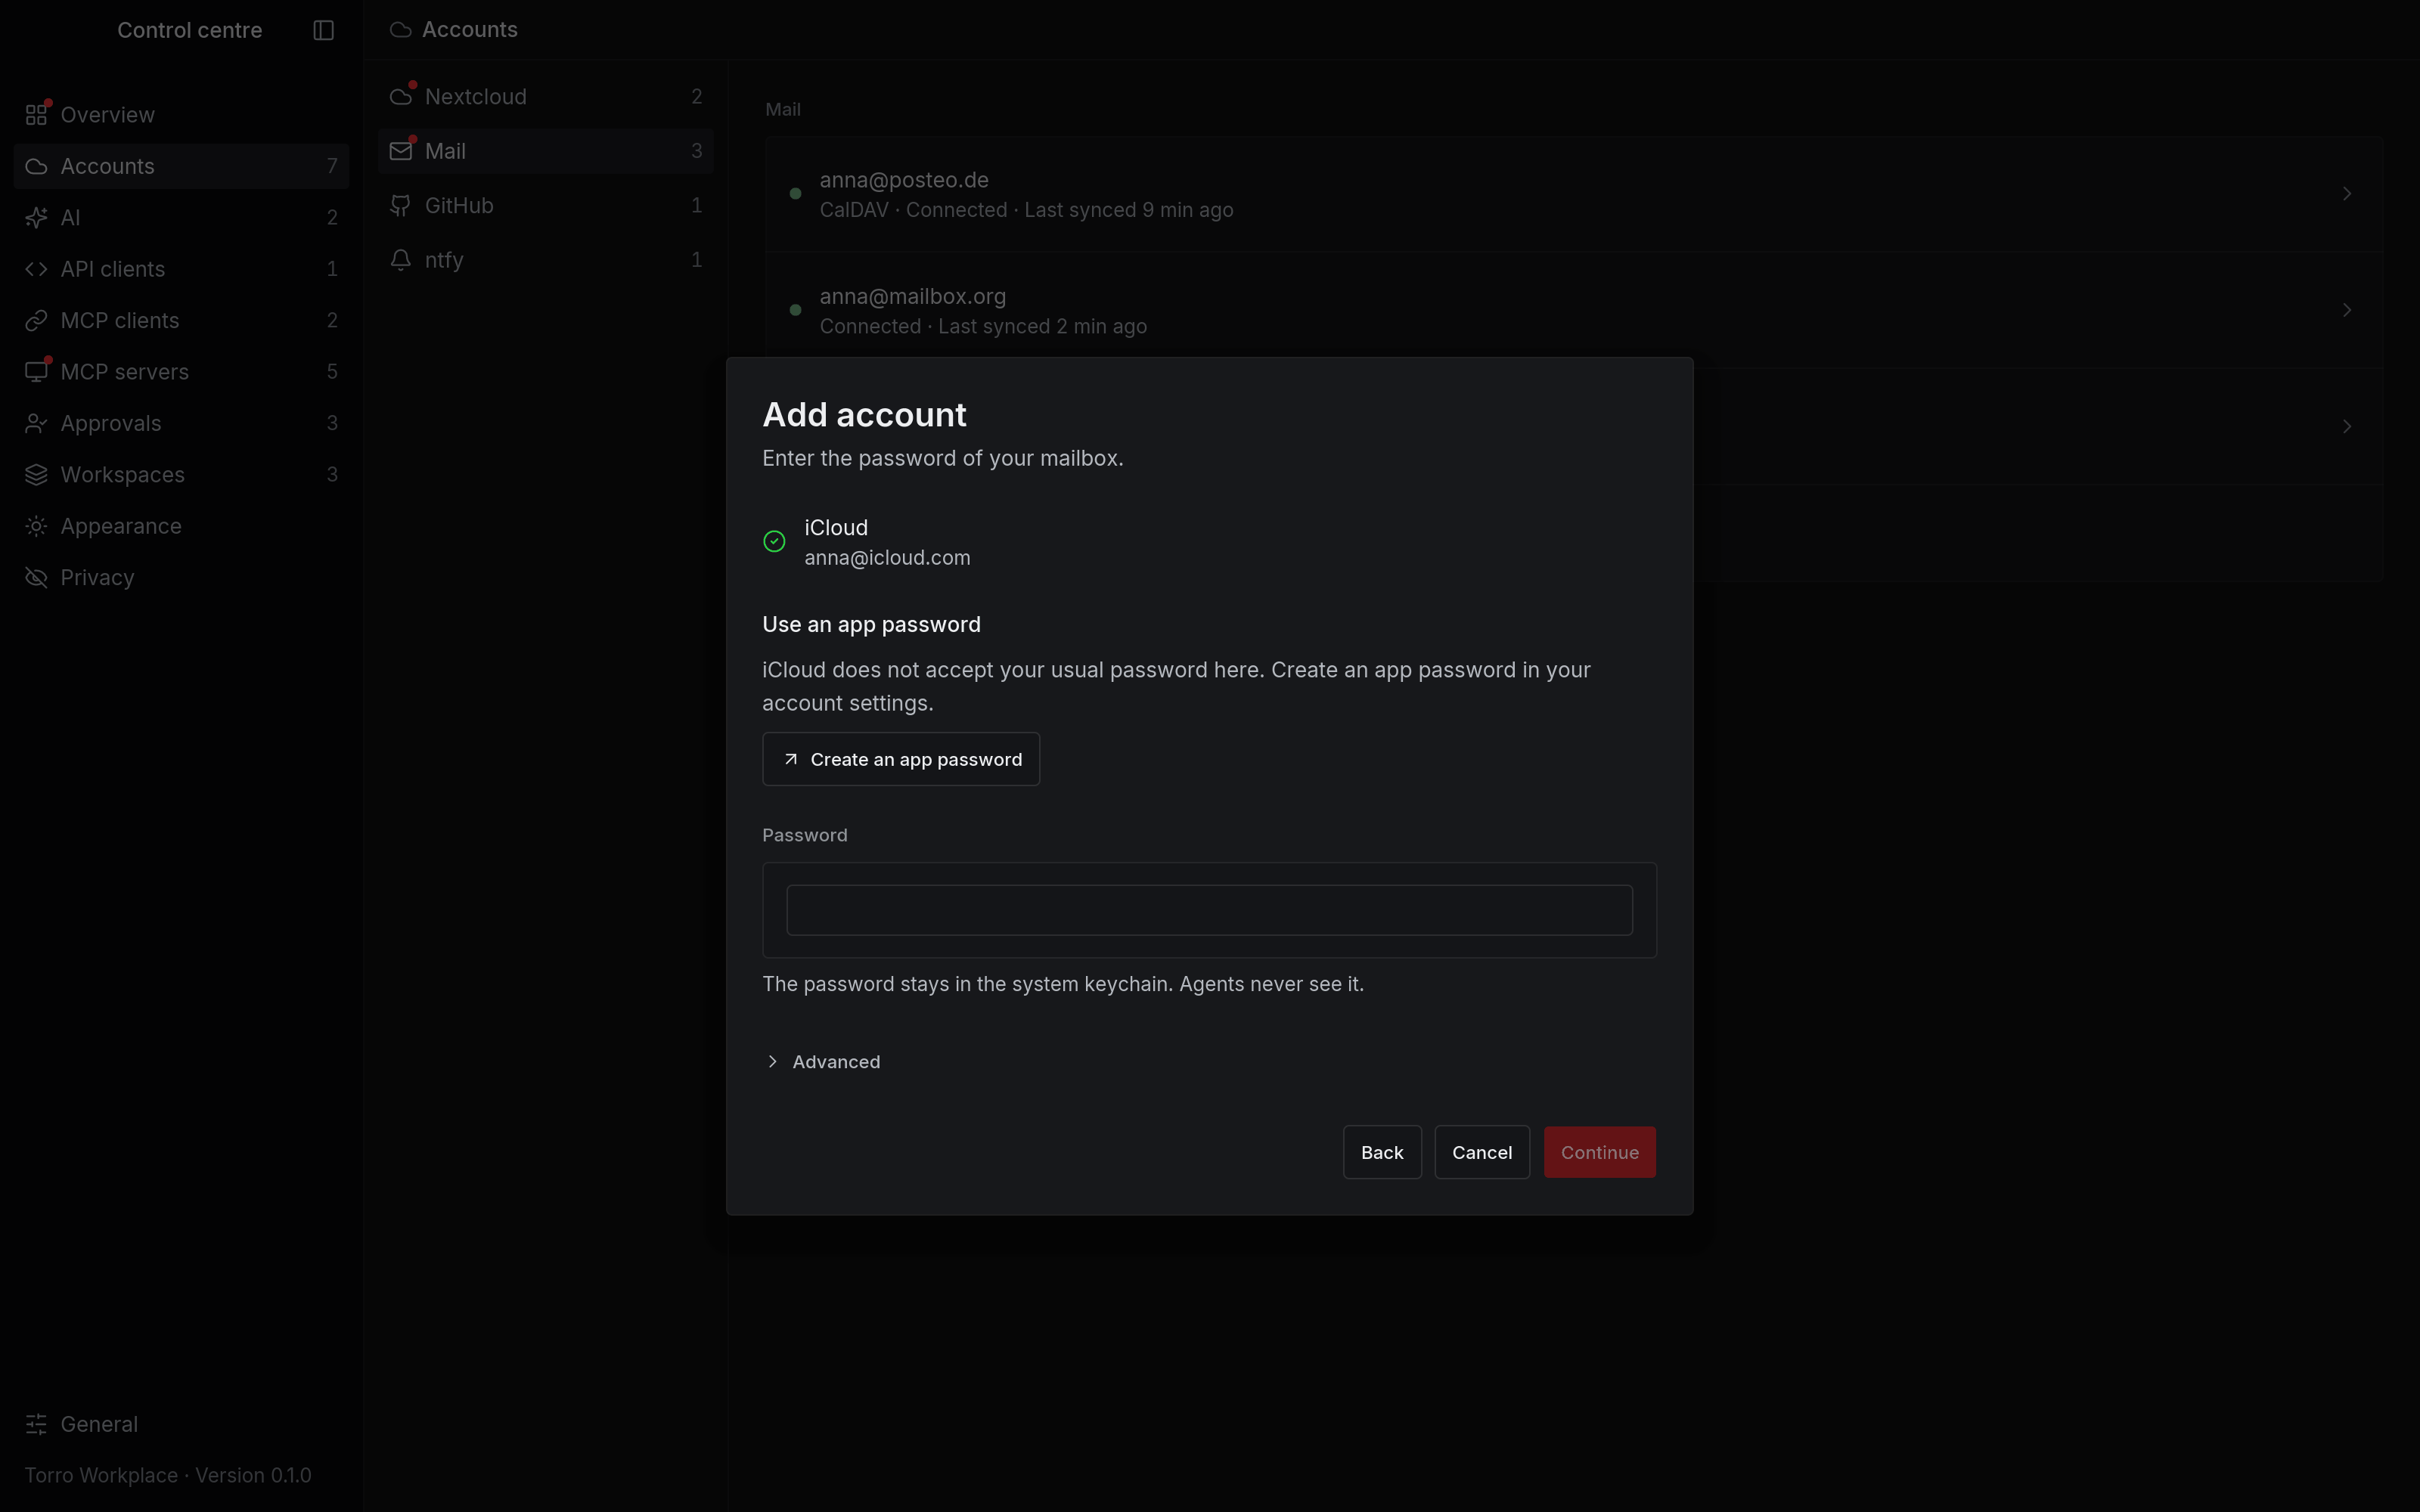 Control centre
Overview
Accounts 7
AI 2
API clients 1
MCP clients 2
MCP servers 5
Approvals 3
Workspaces 3
Appearance
Privacy
General
Torro Workplace · Version 0.1.0
Accounts
Nextcloud 2
Mail 3
GitHub 1
ntfy 1
Mail
anna@posteo.de
CalDAV · Connected · Last synced 9 min ago
anna@mailbox.org
Connected · Last synced 2 min ago
Add account
Enter the password of your mailbox.
iCloud
anna@icloud.com
Use an app password
iCloud does not accept your usual password here. Create an app password in your
account settings.
Create an app password
Password
The password stays in the system keychain. Agents never see it.
Advanced
Back
Cancel
Continue